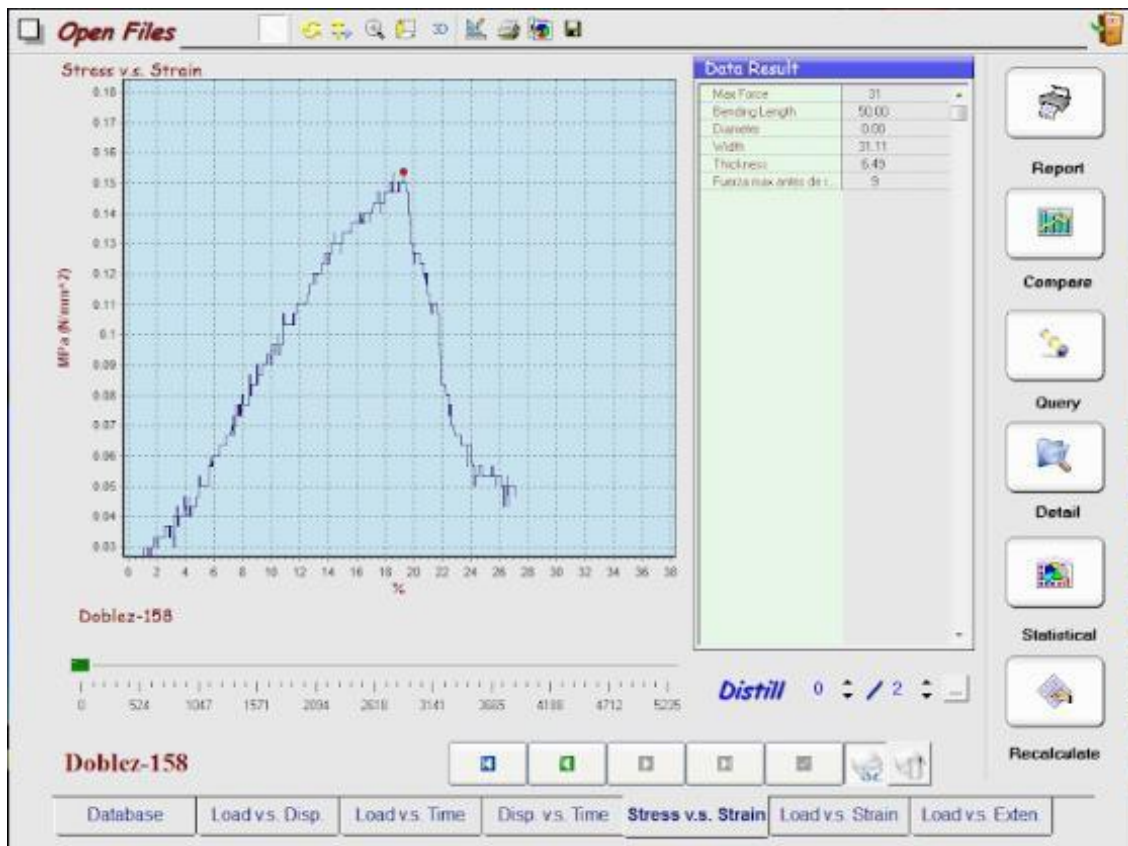 Open Files
3D
Stress v.s. Strain
Data Result
Max Force 31
Bending Length 50.00
Diameter 0.00
Width 31.11
Thickness 6.49
Fuerza max antes de r... 9
0.18
0.17
0.16
0.15
0.14
0.13
0.12
0.11
0.1
0.09
0.08
0.07
0.06
0.05
0.04
0.03
MPa (N/mm^2)
0 2 4 6 8 10 12 14 16 18 20 22 24 26 28 30 32 34 36 38
%
Doblez-158
0 524 1047 1571 2094 2618 3141 3665 4188 4712 5235
Distill 0 / 2 ...
Doblez-158
Report
Compare
Query
Detail
Statistical
Recalculate
Database Load v.s. Disp. Load v.s. Time Disp. v.s. Time Stress v.s. Strain Load v.s. Strain Load v.s. Exten.